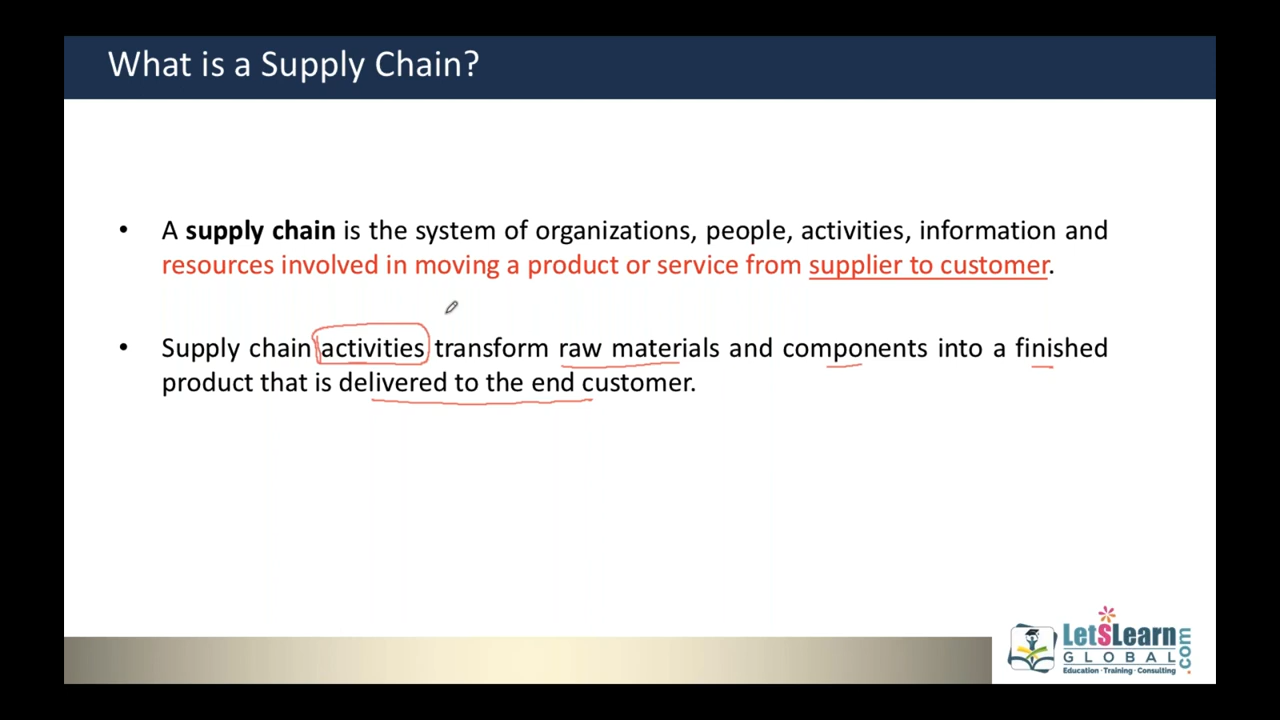 What is a Supply Chain?
• A supply chain is the system of organizations, people, activities, information and
resources involved in moving a product or service from supplier to customer.
• Supply chain activities transform raw materials and components into a finished
product that is delivered to the end customer.
LetSLearn
GLOBAL
.com
Education · Training · Consulting